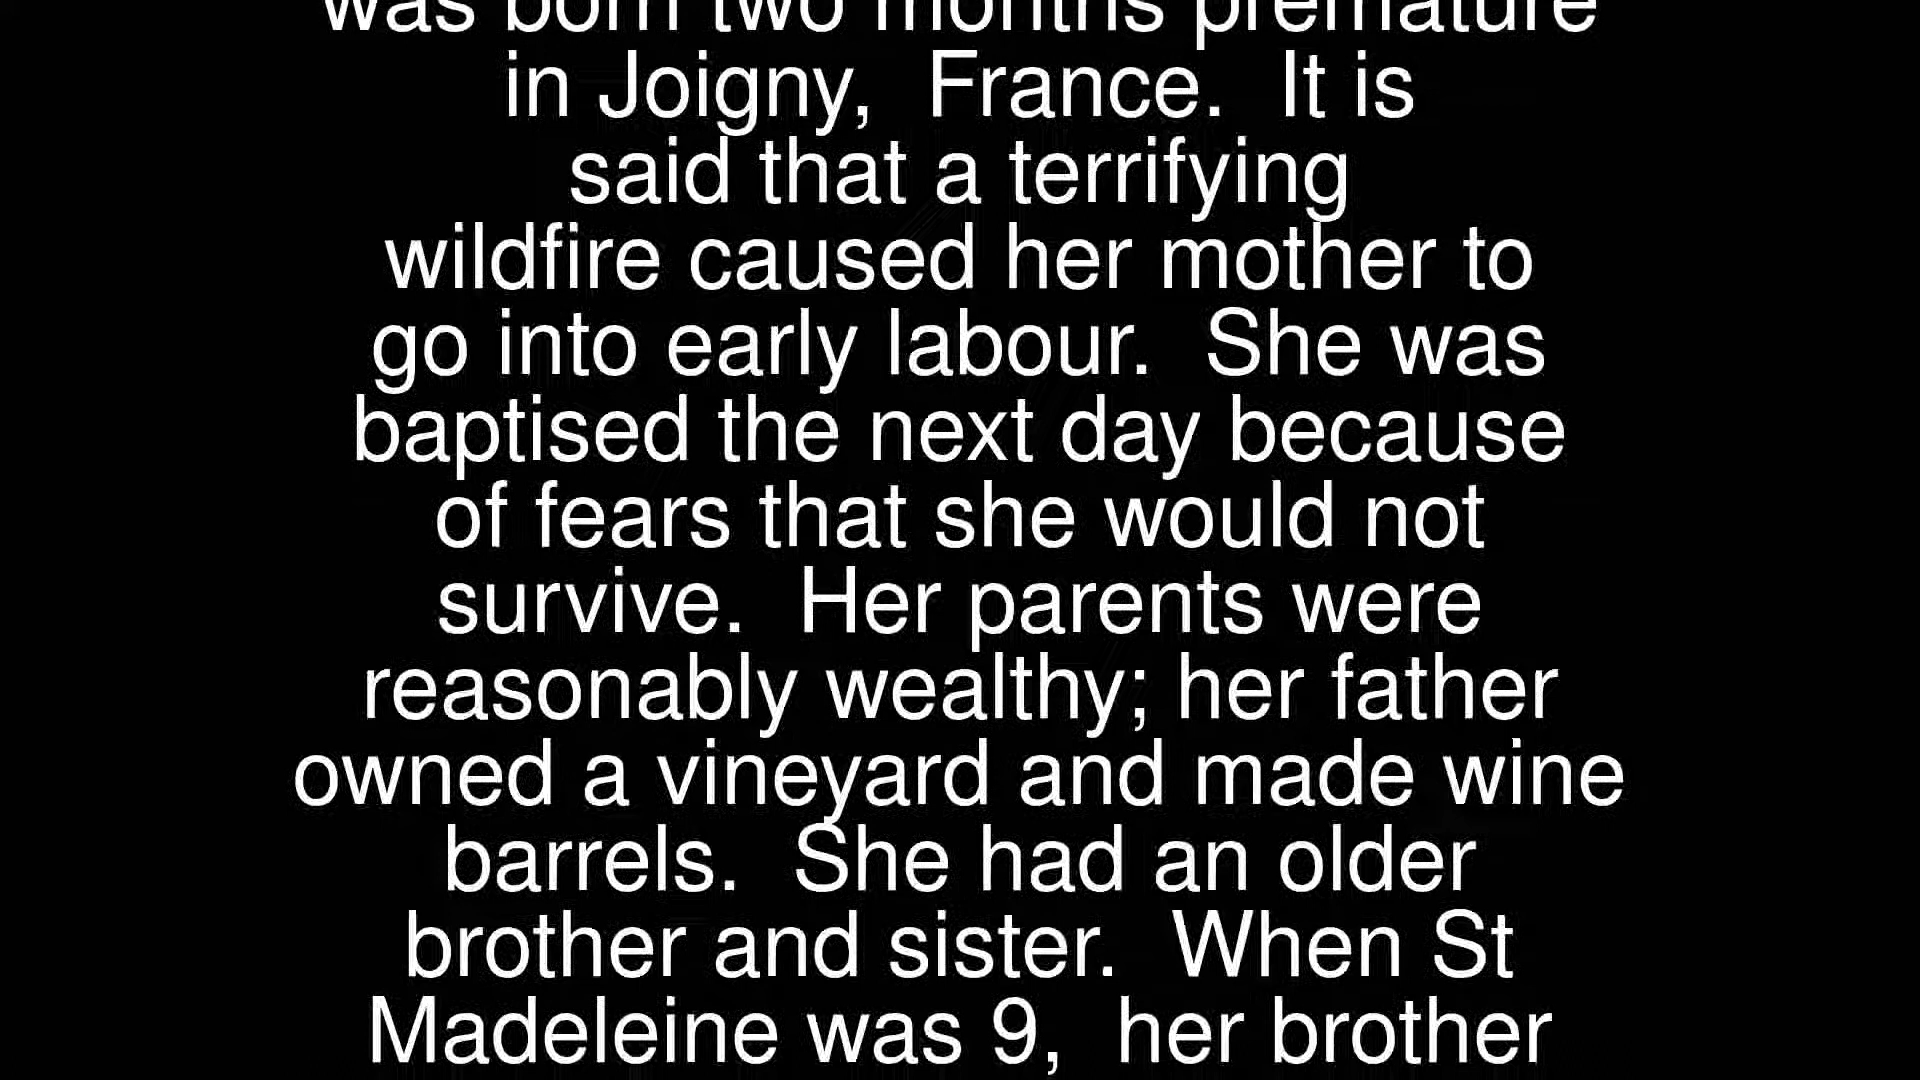 was born two months premature
in Joigny,  France.  It is
said that a terrifying
wildfire caused her mother to
go into early labour.  She was
baptised the next day because
of fears that she would not
survive.  Her parents were
reasonably wealthy; her father
owned a vineyard and made wine
barrels.  She had an older
brother and sister.  When St
Madeleine was 9,  her brother